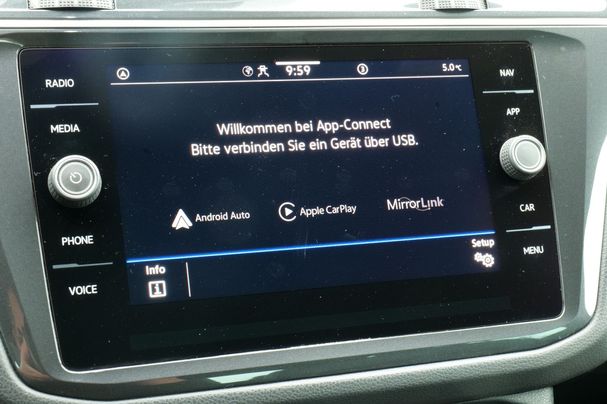 9:59
5.0°C
RADIO
MEDIA
PHONE
VOICE
Willkommen bei App-Connect
Bitte verbinden Sie ein Gerät über USB.
Android Auto
Apple CarPlay
MirrorLink
Info
Setup
NAV
APP
CAR
MENU